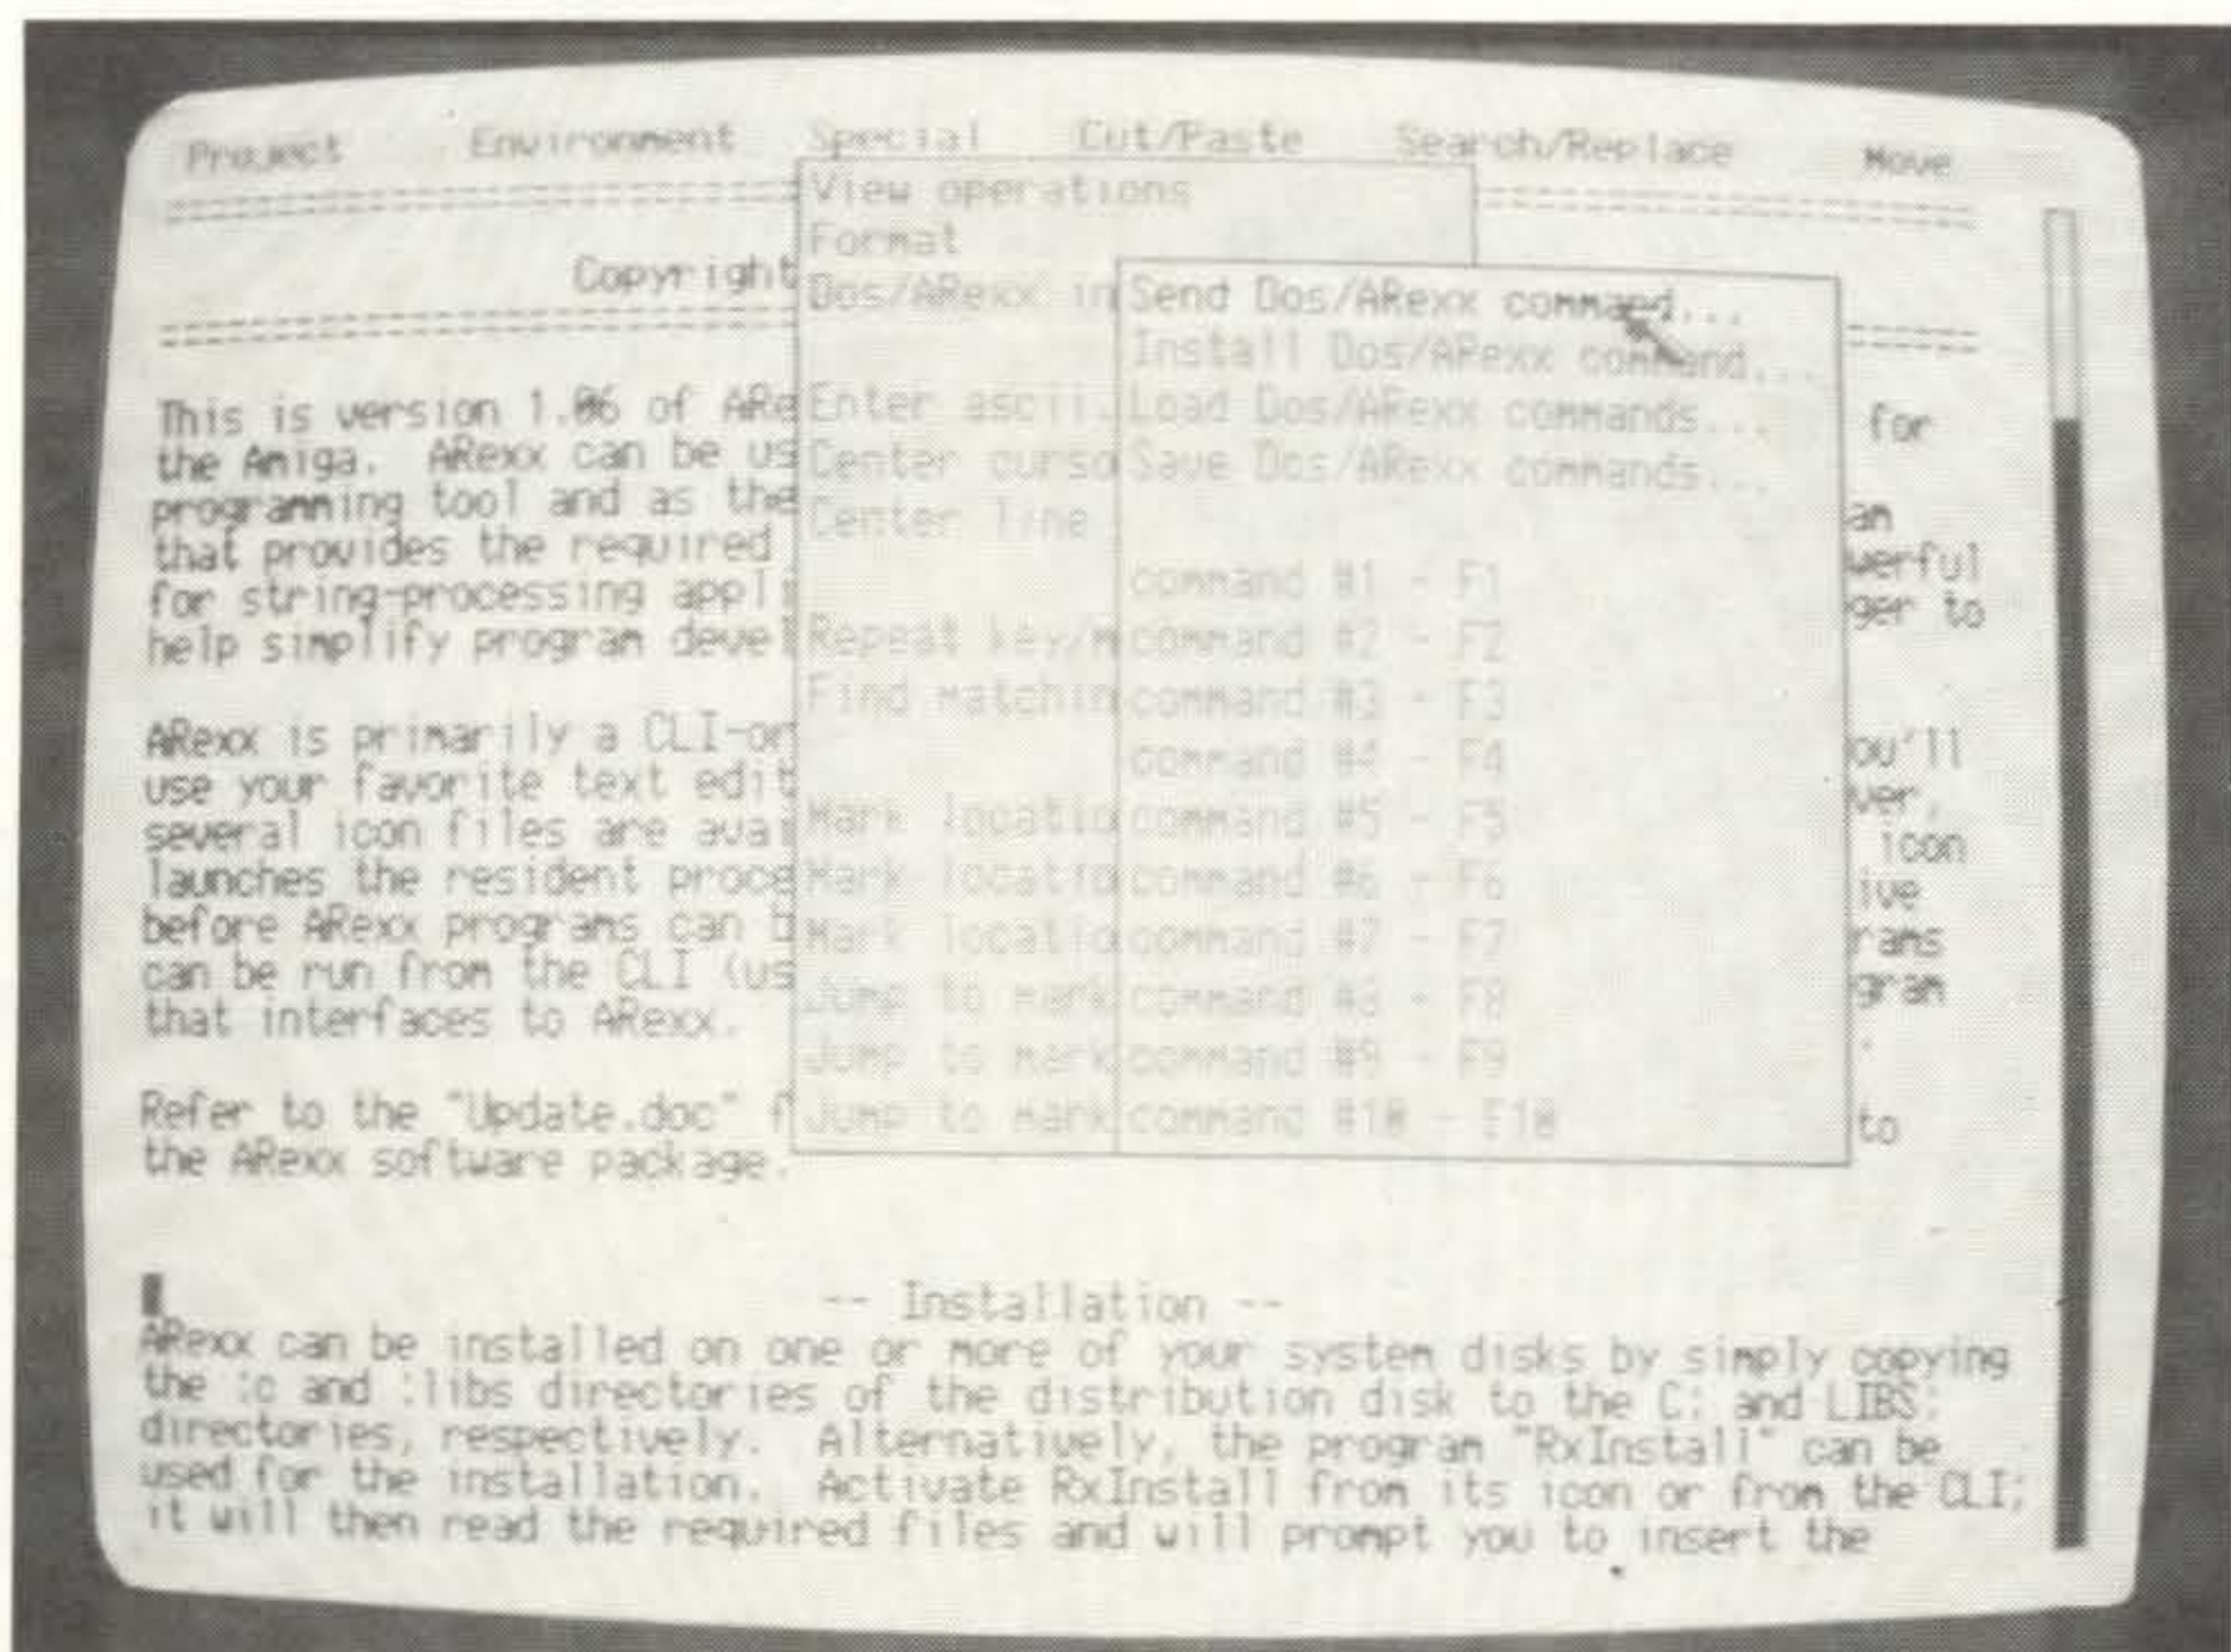 Project Environment Special Cut/Paste Search/Replace Move
View operations
Format
Dos/ARexx in
Enter ascii.
Center curso
Center line
Repeat key/m
Find matchin
Mark locatio
Mark locatio
Mark locatio
Jump to mark
Jump to mark
Jump to mark
Send Dos/ARexx command...
Install Dos/ARexx command...
Load Dos/ARexx commands...
Save Dos/ARexx commands...
command #1 - F1
command #2 - F2
command #3 - F3
command #4 - F4
command #5 - F5
command #6 - F6
command #7 - F7
command #8 - F8
command #9 - F9
command #10 - F10
Copyright
This is version 1.06 of ARe for
the Amiga. ARexx can be us
programming tool and as the am
that provides the required werful
for string-processing appli ger to
help simplify program devel
ARexx is primarily a CLI-or ou'll
use your favorite text edit ver,
several icon files are avai icon
launches the resident proce ive
before ARexx programs can b rams
can be run from the CLI (us gram
that interfaces to ARexx.
Refer to the "Update.doc" f to
the ARexx software package.
-- Installation --
ARexx can be installed on one or more of your system disks by simply copying
the :c and :libs directories of the distribution disk to the C: and LIBS:
directories, respectively. Alternatively, the program "RxInstall" can be
used for the installation. Activate RxInstall from its icon or from the CLI;
it will then read the required files and will prompt you to insert the